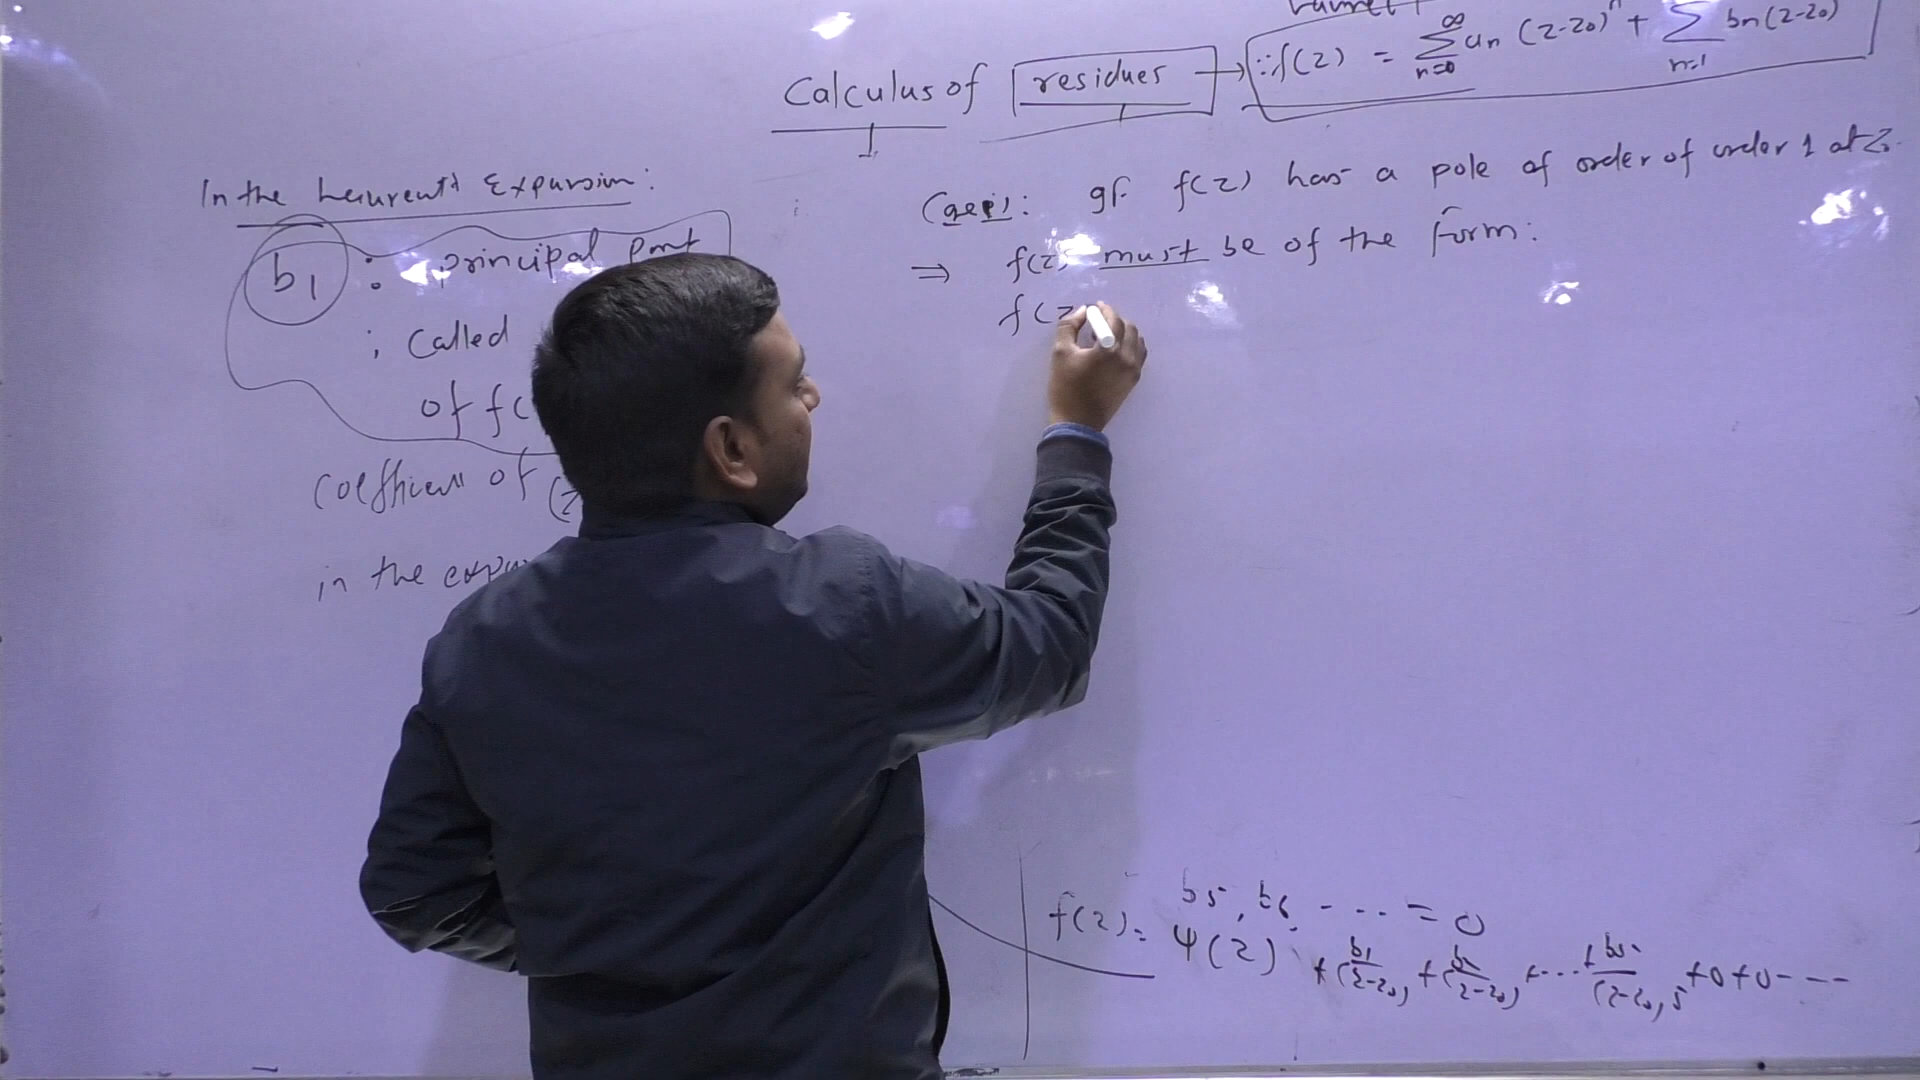 Calculus of residues → ∵ f(z) = ∑_{n=0}^{∞} an (z-z0)^n + ∑_{n=1} bn (z-z0)
In the Laurent's Expansion:
b1 : principal part
; Called
of f(
coefficient of (z
in the
Case 1: If f(z) has a pole of order of order 1 at z0.
⇒ f(z) must be of the form:
f(z
b5, b6, - - - = 0
f(z) = ψ(z) + b1/(z-z0) + b2/(z-z0) + ... + b5/(z-z0)5 + 0 + 0 - - -